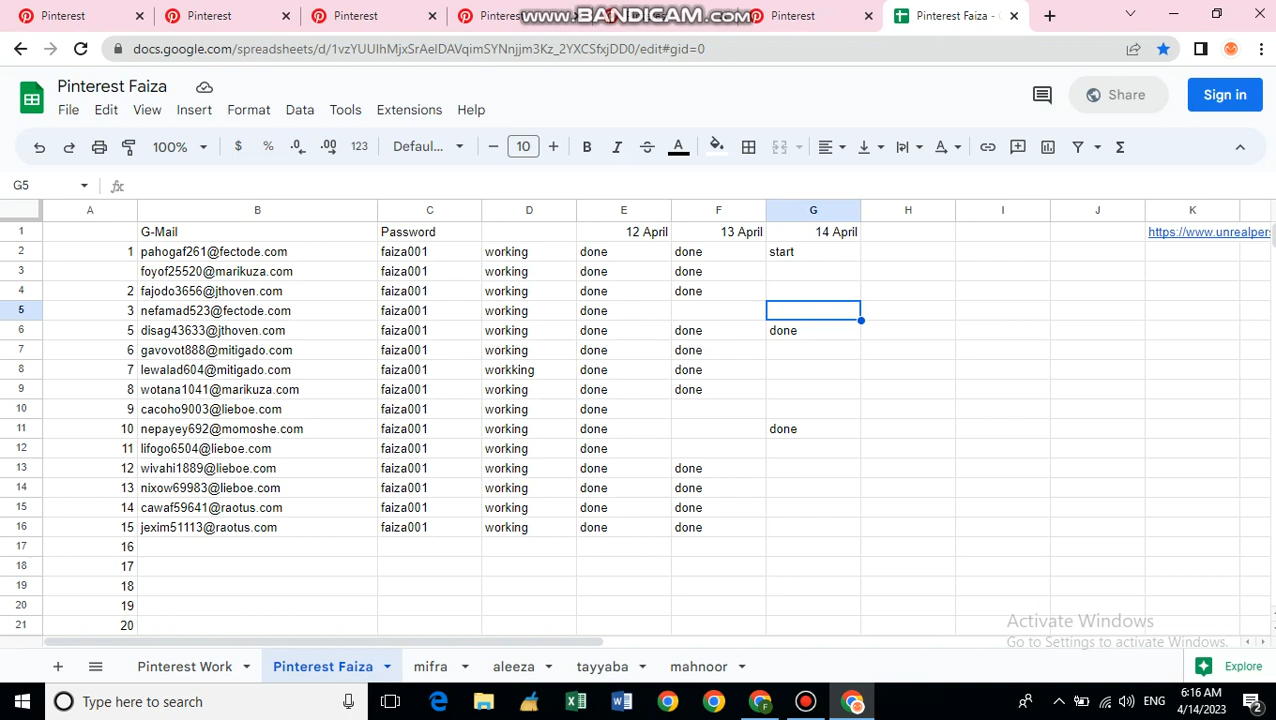 Pinterest Pinterest Pinterest Pinterest Pinterest Pinterest Faiza -
WWW.BANDICAM.COM
docs.google.com/spreadsheets/d/1vzYUUIhMjxSrAelDAVqimSYNnjjm3Kz_2YXCSfxjDD0/edit#gid=0
Pinterest Faiza
File Edit View Insert Format Data Tools Extensions Help
Share
Sign in
100% $ % .0 .00 123 Defaul... 10 B I A
G5 fx
A B C D E F G H I J K
1 G-Mail Password 12 April 13 April 14 April https://www.unrealpers
2 1 pahogaf261@fectode.com faiza001 working done done start
3 foyof25520@marikuza.com faiza001 working done done
4 2 fajodo3656@jthoven.com faiza001 working done done
5 3 nefamad523@fectode.com faiza001 working done
6 5 disag43633@jthoven.com faiza001 working done done done
7 6 gavovot888@mitigado.com faiza001 working done done
8 7 lewalad604@mitigado.com faiza001 workking done done
9 8 wotana1041@marikuza.com faiza001 working done done
10 9 cacoho9003@lieboe.com faiza001 working done
11 10 nepayey692@momoshe.com faiza001 working done done
12 11 lifogo6504@lieboe.com faiza001 working done
13 12 wivahi1889@lieboe.com faiza001 working done done
14 13 nixow69983@lieboe.com faiza001 working done done
15 14 cawaf59641@raotus.com faiza001 working done done
16 15 jexim51113@raotus.com faiza001 working done done
17 16
18 17
19 18
20 19
21 20
Activate Windows
Go to Settings to activate Windows.
Pinterest Work Pinterest Faiza mifra aleeza tayyaba mahnoor Explore
Type here to search
ENG
6:16 AM
4/14/2023
2